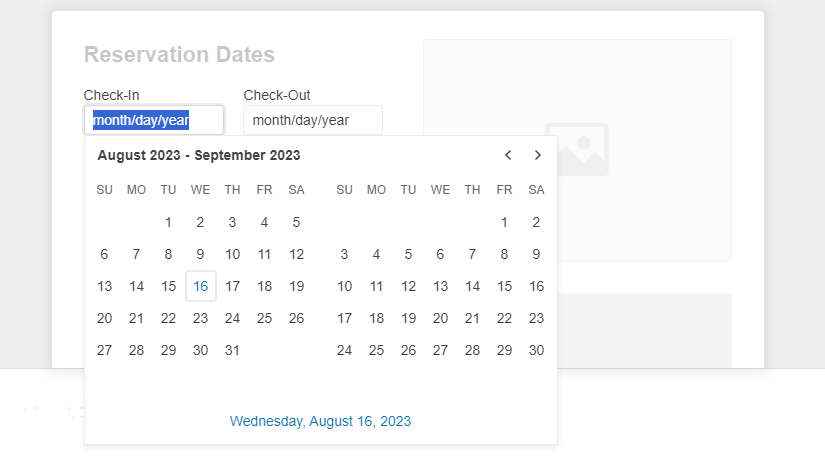 Reservation Dates
Check-In Check-Out
month/day/year month/day/year
August 2023 - September 2023
SU MO TU WE TH FR SA SU MO TU WE TH FR SA
1 2 3 4 5 1 2
6 7 8 9 10 11 12 3 4 5 6 7 8 9
13 14 15 16 17 18 19 10 11 12 13 14 15 16
20 21 22 23 24 25 26 17 18 19 20 21 22 23
27 28 29 30 31 24 25 26 27 28 29 30
Wednesday, August 16, 2023